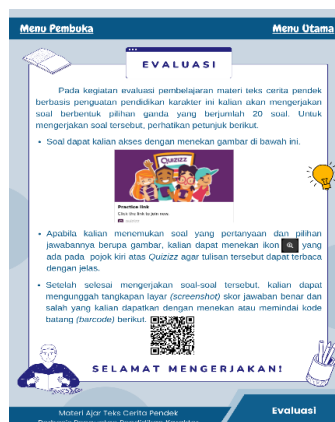 Menu Pembuka
Menu Utama
EVALUASI
Pada kegiatan evaluasi pembelajaran materi teks cerita pendek
berbasis penguatan pendidikan karakter ini kalian akan mengerjakan
soal berbentuk pilihan ganda yang berjumlah 20 soal. Untuk
mengerjakan soal tersebut, perhatikan petunjuk berikut.
• Soal dapat kalian akses dengan menekan gambar di bawah ini.
QUIZIZZ
Practice link
Click the link to join now.
• Apabila kalian menemukan soal yang pertanyaan dan pilihan
jawabannya berupa gambar, kalian dapat menekan ikon yang
ada pada pojok kiri atas Quizizz agar tulisan tersebut dapat terbaca
dengan jelas.
• Setelah selesai mengerjakan soal-soal tersebut, kalian dapat
mengunggah tangkapan layar (screenshot) skor jawaban benar dan
salah yang kalian dapatkan dengan menekan atau memindai kode
batang (barcode) berikut.
SELAMAT MENGERJAKAN!
Materi Ajar Teks Cerita Pendek
Berbasis Penguatan Pendidikan Karakter
Evaluasi